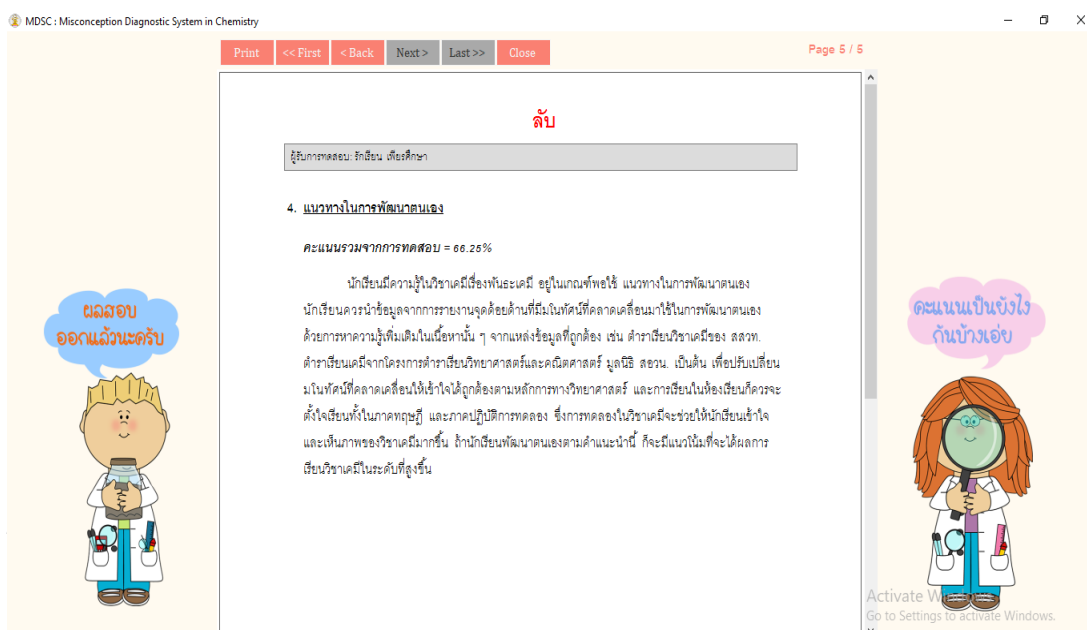 MDSC : Misconception Diagnostic System in Chemistry
Print << First < Back Next > Last >> Close
Page 5 / 5
ลับ
ผู้รับการทดสอบ: รักเรียน เพียรศึกษา
4. แนวทางในการพัฒนาตนเอง
คะแนนรวมจากการทดสอบ = 66.25%
นักเรียนมีความรู้ในวิชาเคมีเรื่องพันธะเคมี อยู่ในเกณฑ์พอใช้ แนวทางในการพัฒนาตนเอง
นักเรียนควรนำข้อมูลจากการรายงานจุดด้อยด้านที่มีมโนทัศน์ที่คลาดเคลื่อนมาใช้ในการพัฒนาตนเอง
ด้วยการหาความรู้เพิ่มเติมในเนื้อหานั้น ๆ จากแหล่งข้อมูลที่ถูกต้อง เช่น ตำราเรียนวิชาเคมีของ สสวท.
ตำราเรียนเคมีจากโครงการตำราเรียนวิทยาศาสตร์และคณิตศาสตร์ มูลนิธิ สอวน. เป็นต้น เพื่อปรับเปลี่ยน
มโนทัศน์ที่คลาดเคลื่อนให้เข้าใจได้ถูกต้องตามหลักการทางวิทยาศาสตร์ และการเรียนในห้องเรียนก็ควรจะ
ตั้งใจเรียนทั้งในภาคทฤษฎี และภาคปฏิบัติการทดลอง ซึ่งการทดลองในวิชาเคมีจะช่วยให้นักเรียนเข้าใจ
และเห็นภาพของวิชาเคมีมากขึ้น ถ้านักเรียนพัฒนาตนเองตามคำแนะนำนี้ ก็จะมีแนวโน้มที่จะได้ผลการ
เรียนวิชาเคมีในระดับที่สูงขึ้น
ผลสอบ
ออกแล้วนะครับ
คะแนนเป็นยังไง
กันบ้างเอ่ย
Activate Windows
Go to Settings to activate Windows.